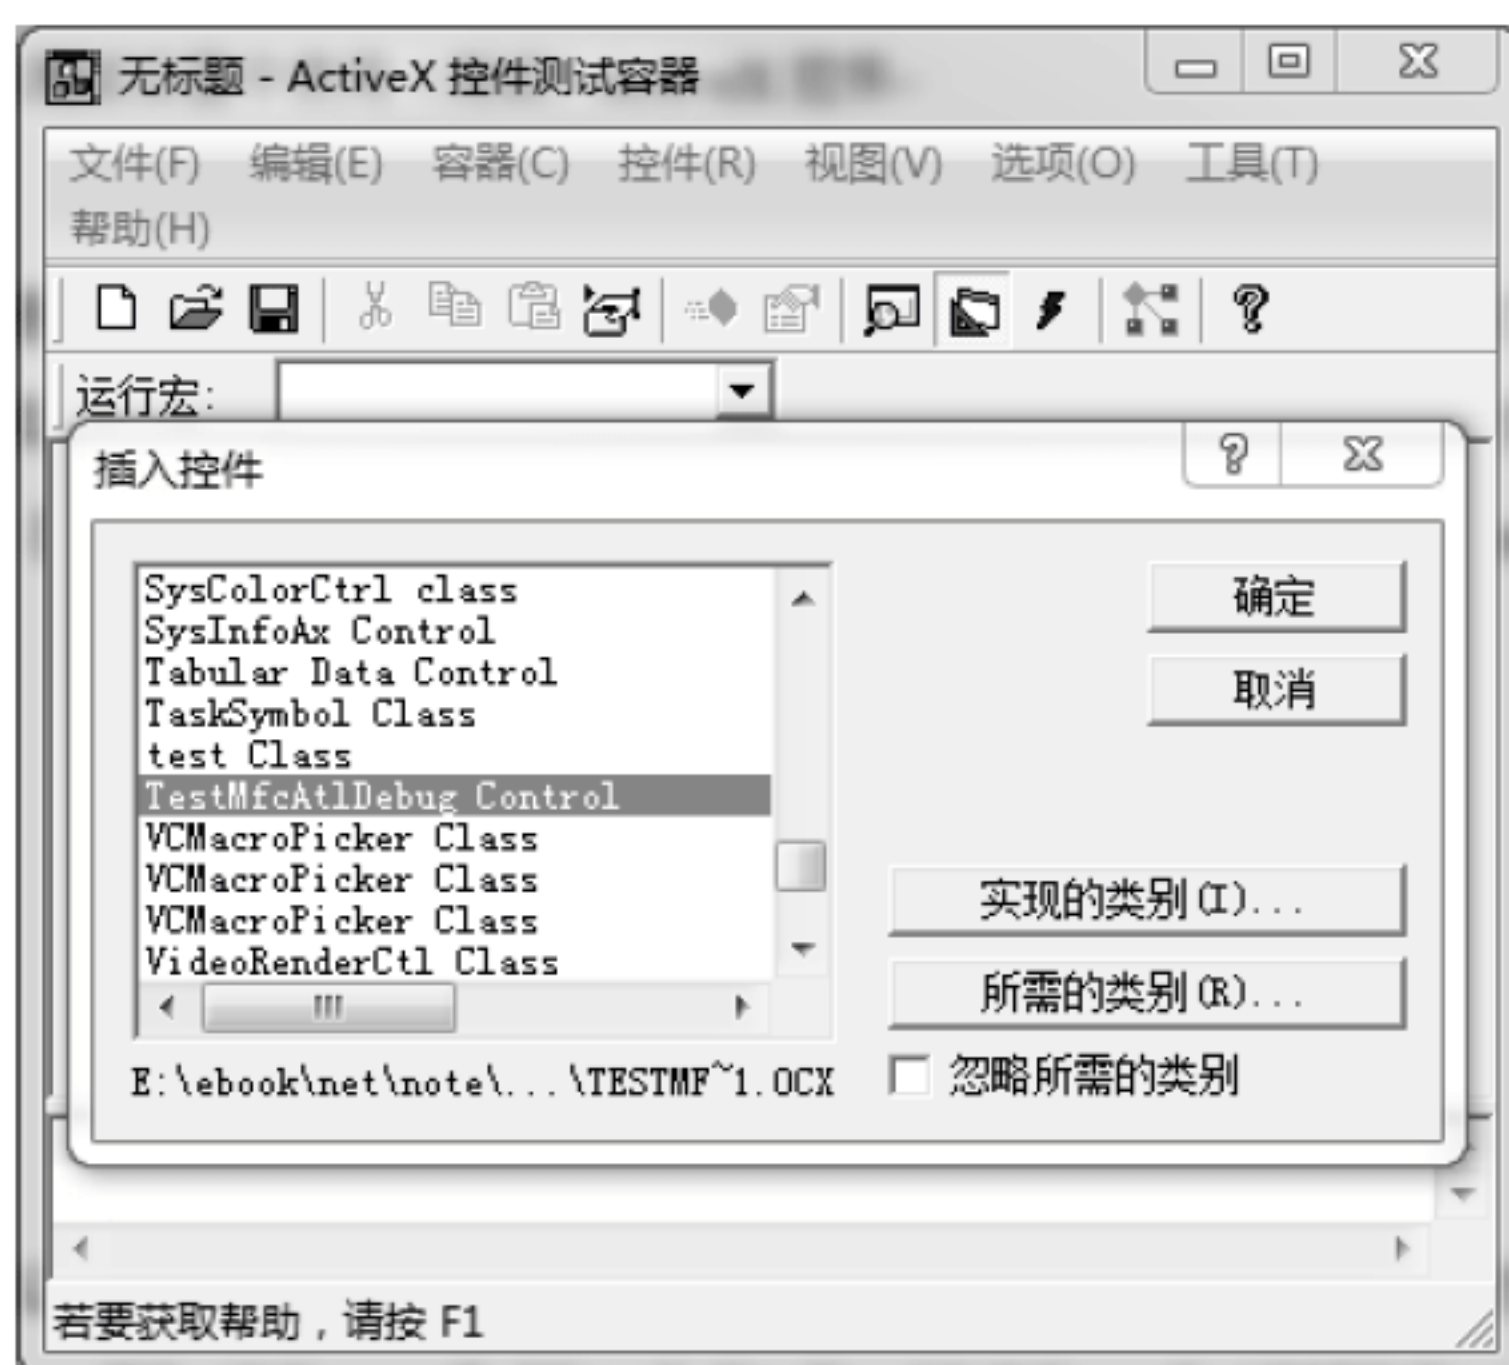 无标题 - ActiveX 控件测试容器
文件(F) 编辑(E) 容器(C) 控件(R) 视图(V) 选项(O) 工具(T)
帮助(H)
运行宏:
插入控件
SysColorCtrl class
SysInfoAx Control
Tabular Data Control
TaskSymbol Class
test Class
TestMfcAtlDebug Control
VCMacroPicker Class
VCMacroPicker Class
VCMacroPicker Class
VideoRenderCtl Class
E:\ebook\net\note\...\TESTMF~1.OCX
确定
取消
实现的类别(I)...
所需的类别(R)...
忽略所需的类别
若要获取帮助，请按 F1